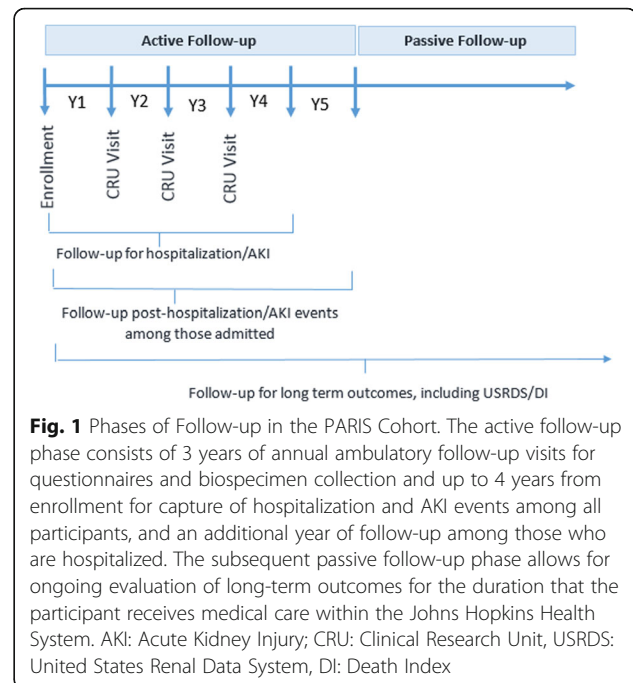 Active Follow-up Passive Follow-up
Y1 Y2 Y3 Y4 Y5
Enrollment CRU Visit CRU Visit CRU Visit
Follow-up for hospitalization/AKI
Follow-up post-hospitalization/AKI events
among those admitted
Follow-up for long term outcomes, including USRDS/DI
Fig. 1 Phases of Follow-up in the PARIS Cohort. The active follow-up
phase consists of 3 years of annual ambulatory follow-up visits for
questionnaires and biospecimen collection and up to 4 years from
enrollment for capture of hospitalization and AKI events among all
participants, and an additional year of follow-up among those who
are hospitalized. The subsequent passive follow-up phase allows for
ongoing evaluation of long-term outcomes for the duration that the
participant receives medical care within the Johns Hopkins Health
System. AKI: Acute Kidney Injury; CRU: Clinical Research Unit, USRDS:
United States Renal Data System, DI: Death Index